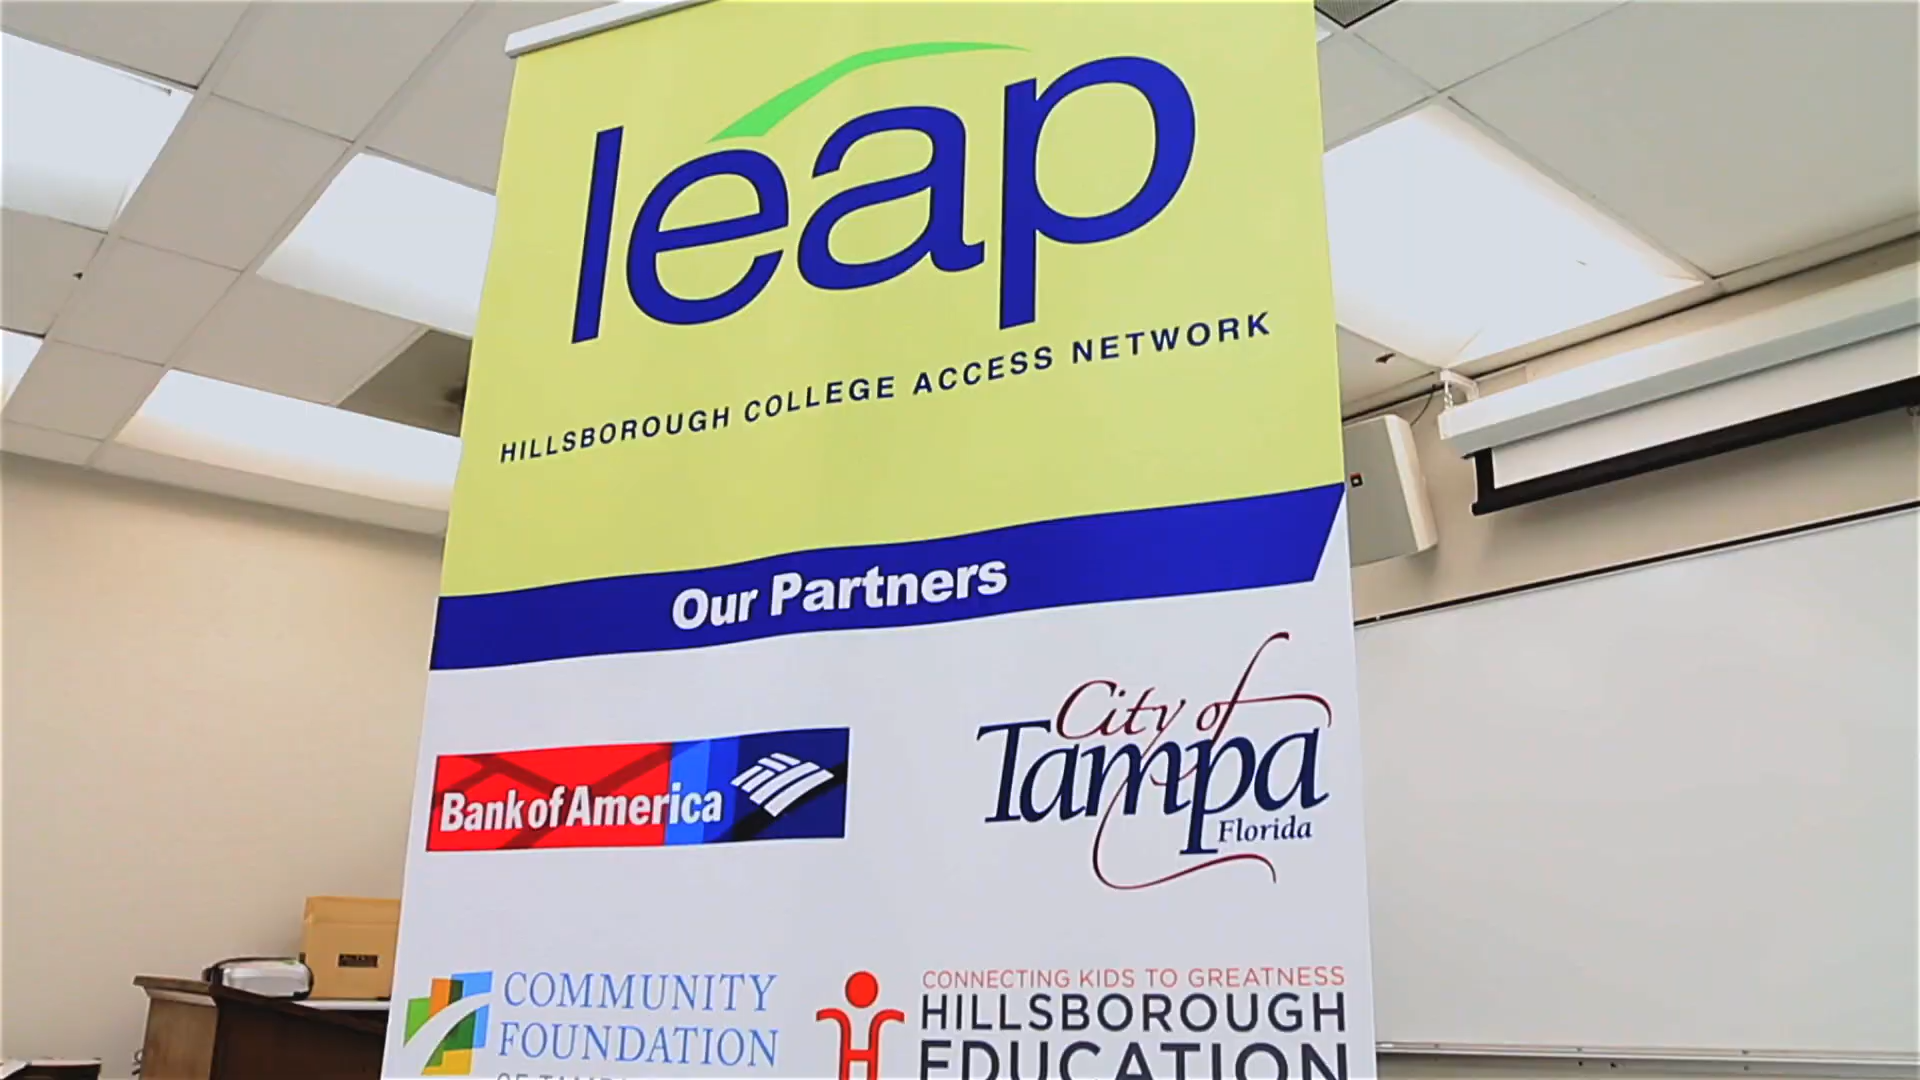 leap
HILLSBOROUGH COLLEGE ACCESS NETWORK
Our Partners
Bank of America
City of
Tampa
Florida
COMMUNITY
FOUNDATION
CONNECTING KIDS TO GREATNESS
HILLSBOROUGH
EDUCATION